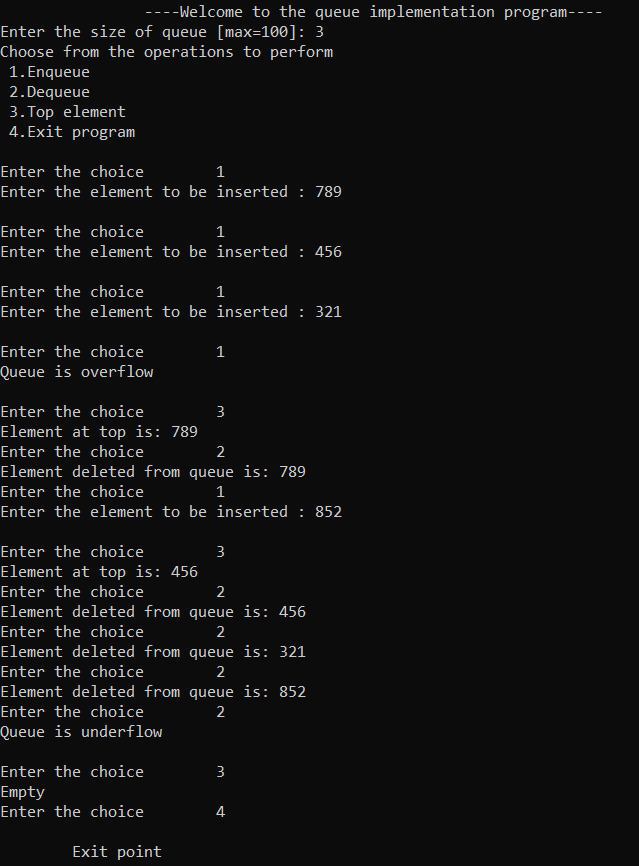 ----Welcome to the queue implementation program----
Enter the size of queue [max=100]: 3
Choose from the operations to perform
1.Enqueue
2.Dequeue
3.Top element
4.Exit program
Enter the choice 1
Enter the element to be inserted : 789
Enter the choice 1
Enter the element to be inserted : 456
Enter the choice 1
Enter the element to be inserted : 321
Enter the choice 1
Queue is overflow
Enter the choice 3
Element at top is: 789
Enter the choice 2
Element deleted from queue is: 789
Enter the choice 1
Enter the element to be inserted : 852
Enter the choice 3
Element at top is: 456
Enter the choice 2
Element deleted from queue is: 456
Enter the choice 2
Element deleted from queue is: 321
Enter the choice 2
Element deleted from queue is: 852
Enter the choice 2
Queue is underflow
Enter the choice 3
Empty
Enter the choice 4
Exit point